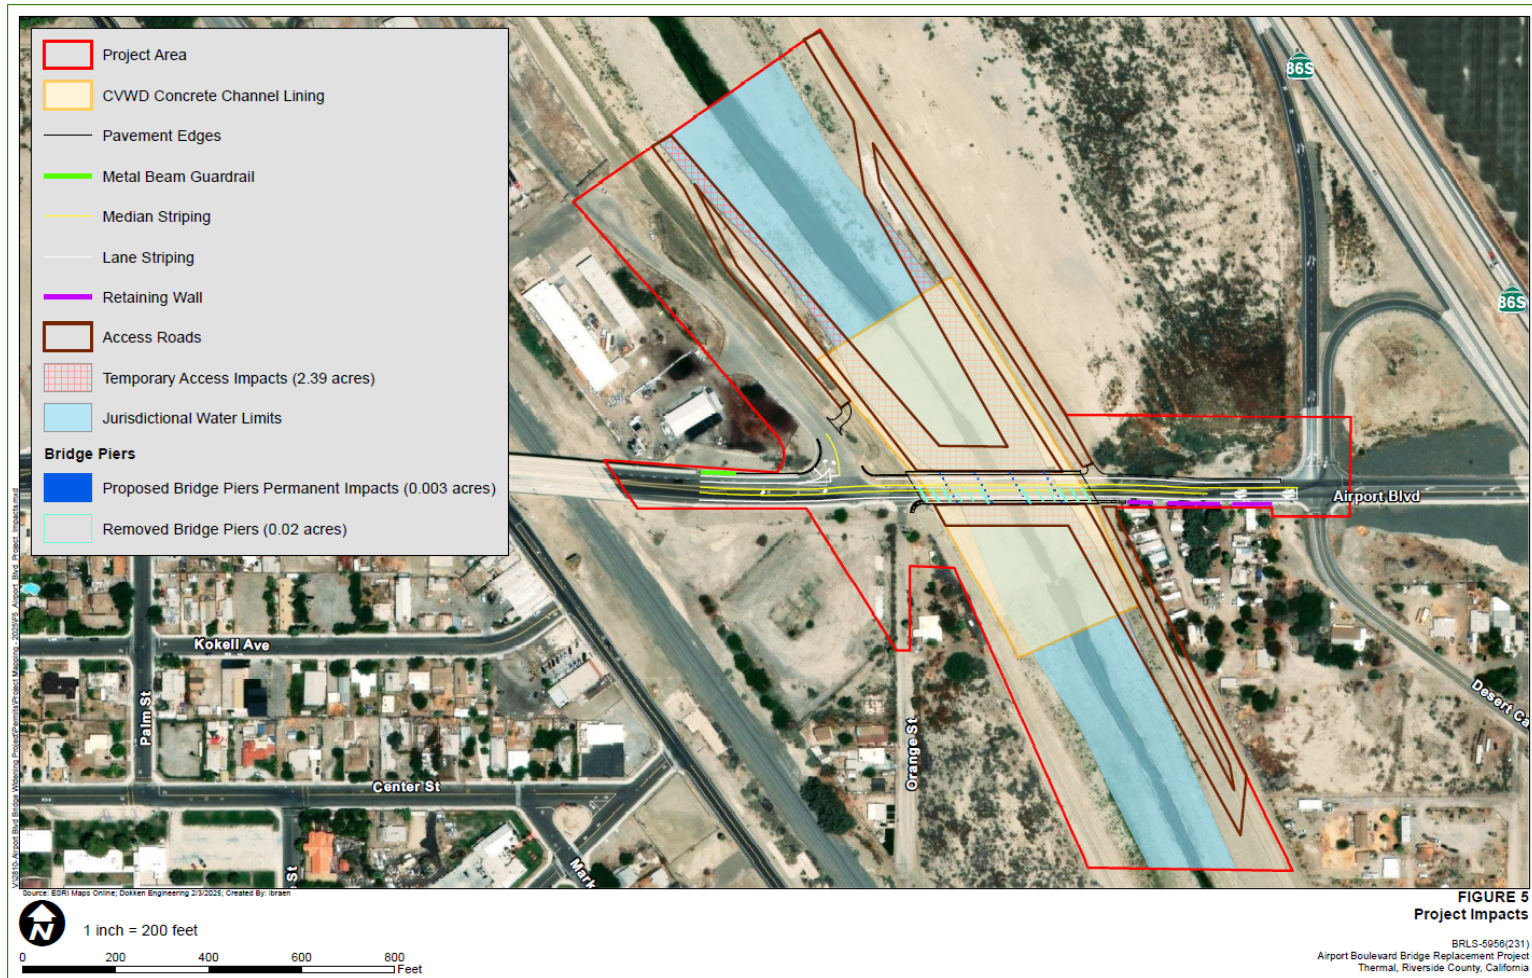 Project Area
CVWD Concrete Channel Lining
Pavement Edges
Metal Beam Guardrail
Median Striping
Lane Striping
Retaining Wall
Access Roads
Temporary Access Impacts (2.39 acres)
Jurisdictional Water Limits
Bridge Piers
Proposed Bridge Piers Permanent Impacts (0.003 acres)
Removed Bridge Piers (0.02 acres)
86S
86S
Airport Blvd
Kokell Ave
Palm St
Orange St
Desert Ca
Center St
St
Mark
Source: ESRI Maps Online; Dokken Engineering 2/3/2025; Created By: lbraen
N
1 inch = 200 feet
0 200 400 600 800
Feet
FIGURE 5
Project Impacts
BRLS-5956(231)
Airport Boulevard Bridge Replacement Project
Thermal, Riverside County, California